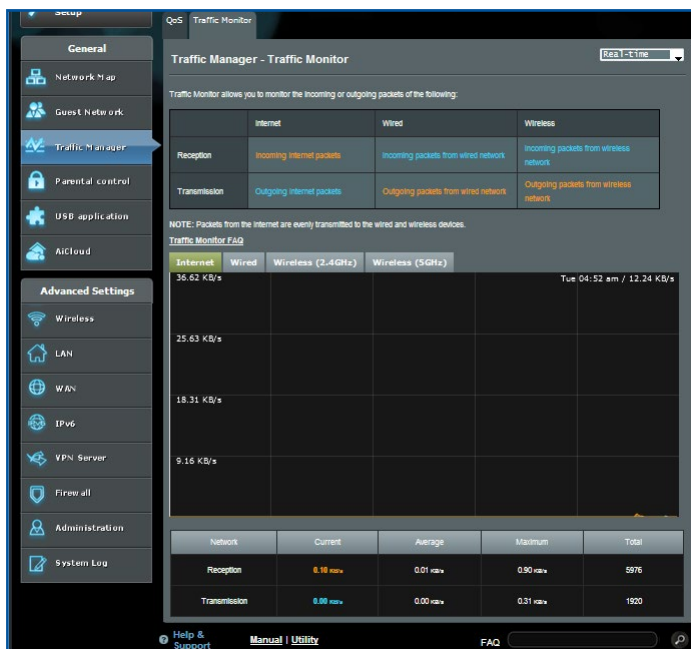 Setup
QoS Traffic Monitor
General
Network Map
Guest Network
Traffic Manager
Parental control
USB application
AiCloud
Advanced Settings
Wireless
LAN
WAN
IPv6
VPN Server
Firewall
Administration
System Log
Traffic Manager - Traffic Monitor
Real-time
Traffic Monitor allows you to monitor the incoming or outgoing packets of the following:
Internet Wired Wireless
Reception Incoming Internet packets Incoming packets from wired network Incoming packets from wireless
network
Transmission Outgoing Internet packets Outgoing packets from wired network Outgoing packets from wireless
network
NOTE: Packets from the Internet are evenly transmitted to the wired and wireless devices.
Traffic Monitor FAQ
Internet Wired Wireless (2.4GHz) Wireless (5GHz)
36.62 KB/s Tue 04:52 am / 12.24 KB/s
25.63 KB/s
18.31 KB/s
9.16 KB/s
Network Current Average Maximum Total
Reception 0.10 KB/s 0.01 KB/s 0.90 KB/s 5976
Transmission 0.00 KB/s 0.00 KB/s 0.31 KB/s 1920
Help &
Support
Manual | Utility
FAQ